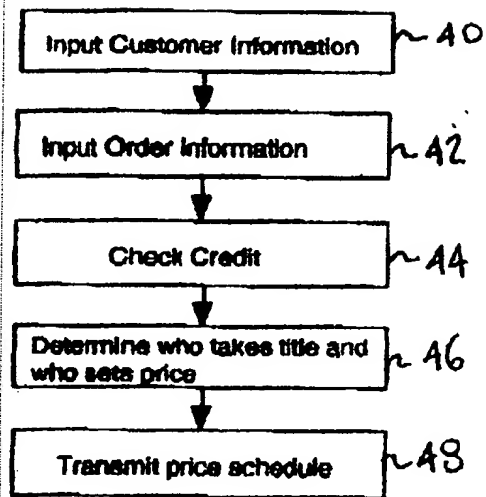 Input Customer Information
40
Input Order Information
42
Check Credit
44
Determine who takes title and
who sets price
46
Transmit price schedule
48